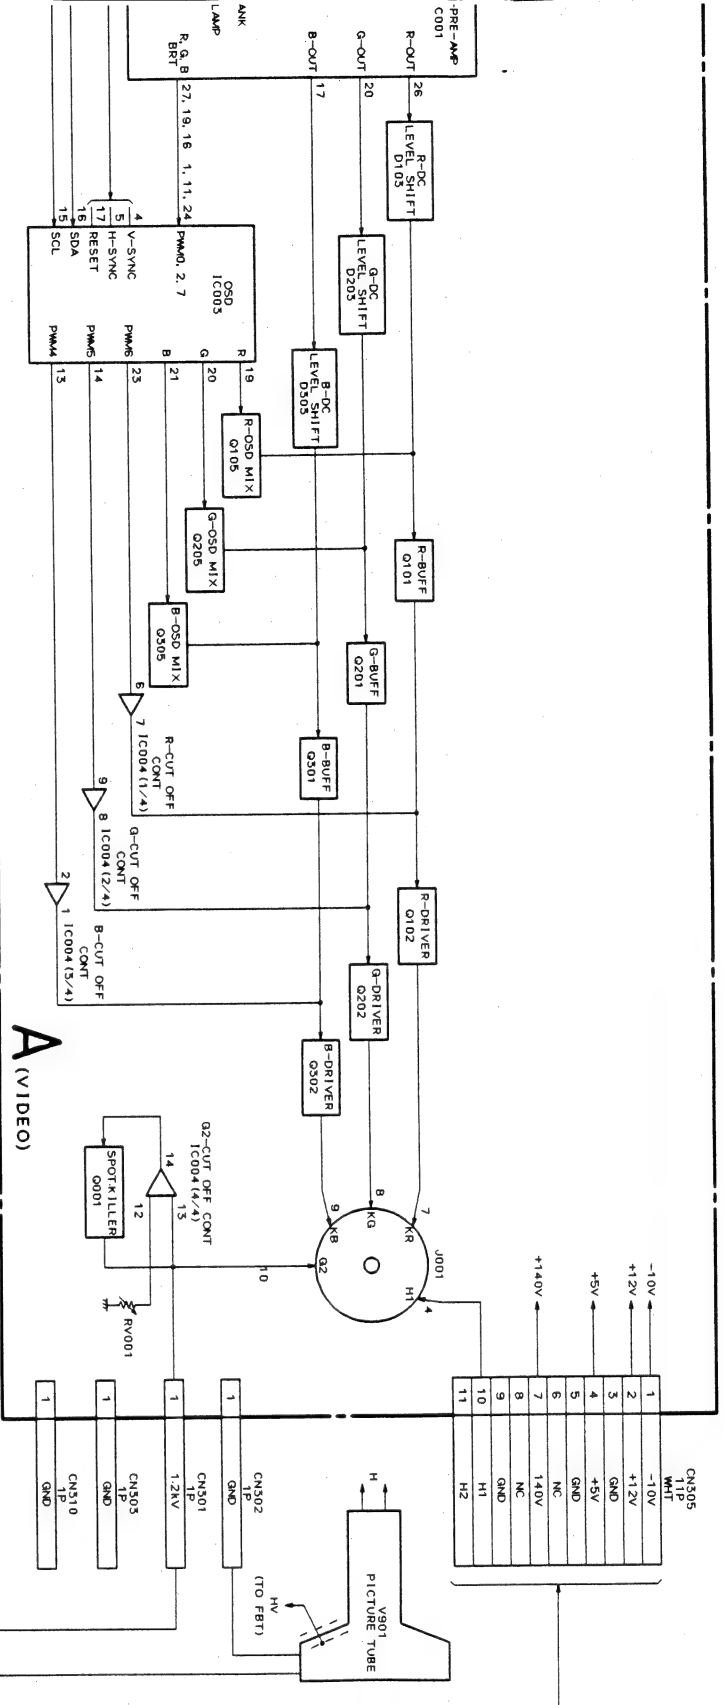 ANK
LAMP
PRE-AMP
C001
R, G, B
BRT
B-OUT
G-OUT
R-OUT
27, 19, 16 1, 11, 24
17
20
26
R-DC
LEVEL SHIFT
D103
G-DC
LEVEL SHIFT
D203
B-DC
LEVEL SHIFT
D303
15
16
17
5
4
SCL
SDA
RESET
H-SYNC
V-SYNC
PWM0, 2, 7
OSD
IC003
PWM4
PWM5
PWM6
B
G
R
13
14
23
21
20
19
R-OSD MIX
Q105
G-OSD MIX
Q205
B-OSD MIX
Q305
R-BUFF
Q101
G-BUFF
Q201
B-BUFF
Q301
6
7
R-CUT OFF
CONT
IC004(1/4)
9
8
G-CUT OFF
CONT
IC004(2/4)
2
1
B-CUT OFF
CONT
IC004(3/4)
R-DRIVER
Q102
G-DRIVER
Q202
B-DRIVER
Q302
A
(VIDEO)
G2-CUT OFF CONT
IC004(4/4)
14
13
12
SPOT.KILLER
Q001
RV001
10
9
8
7
KB
KG
KR
G2
H1
4
J001
+140V
+5V
+12V
-10V
CN305
11P
WHT
1 -10V
2 +12V
3 GND
4 +5V
5 GND
6 NC
7 140V
8 NC
9 GND
10 H1
11 H2
1 GND
CN302
1P
1 1.2kV
CN301
1P
1 GND
CN303
1P
1 GND
CN310
1P
H
V901
PICTURE TUBE
HV
(TO FBT)